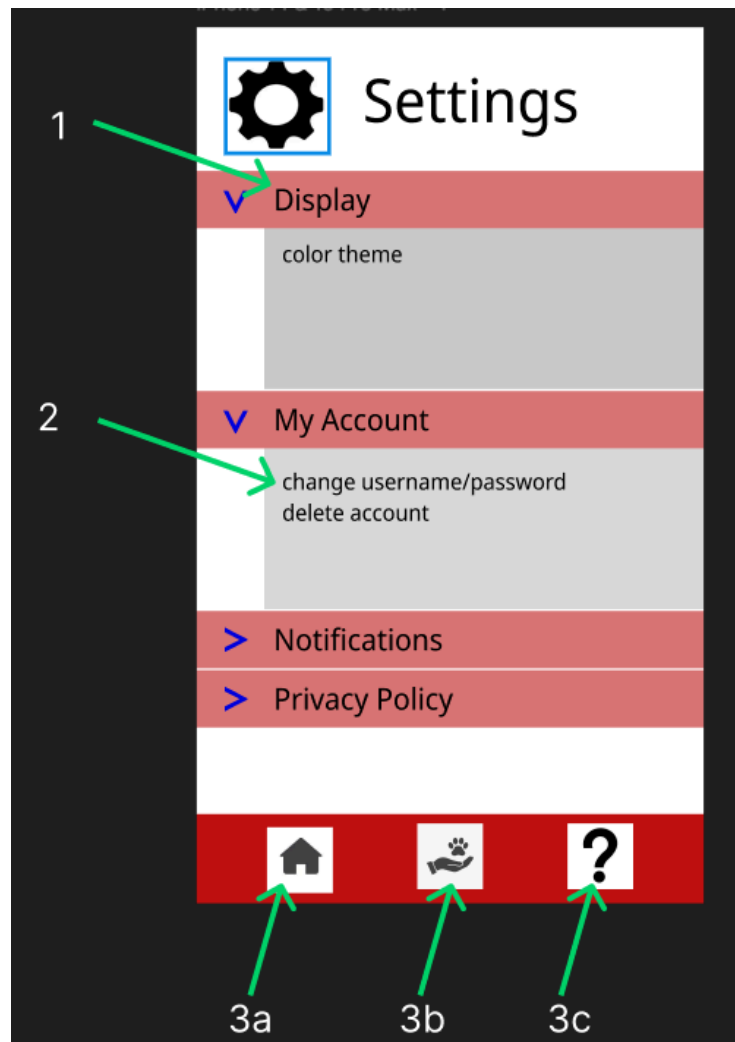 Settings
1
Display
color theme
2
My Account
change username/password
delete account
Notifications
Privacy Policy
?
3a
3b
3c